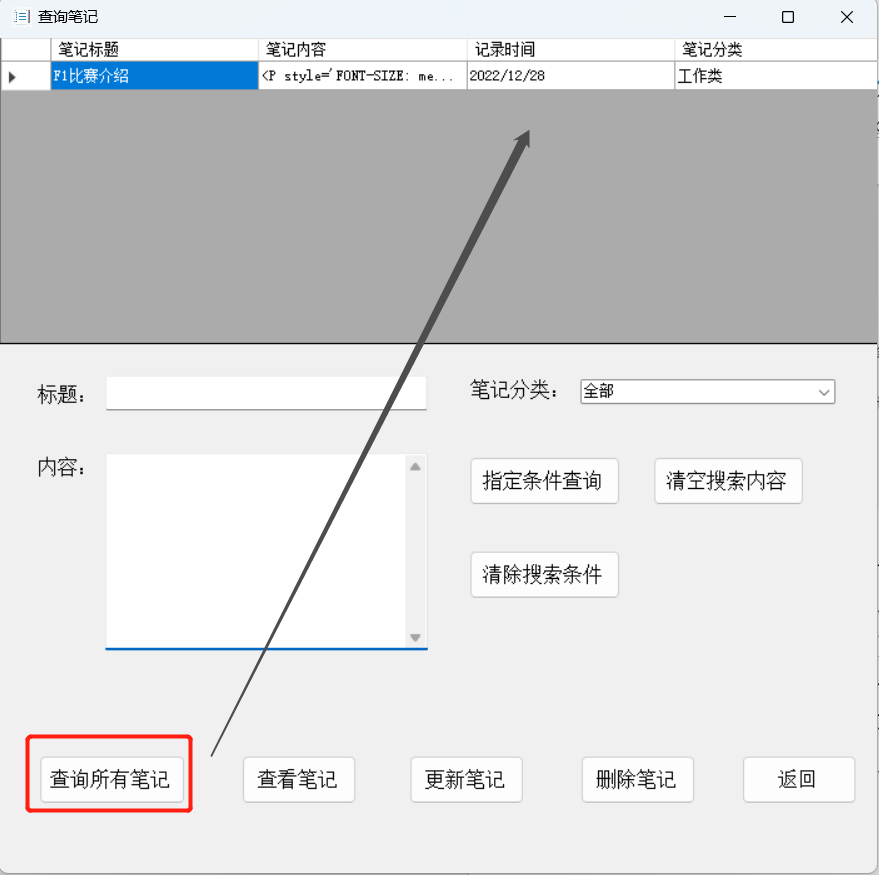 查询笔记
笔记标题 笔记内容 记录时间 笔记分类
F1比赛介绍 <P style='FONT-SIZE: me... 2022/12/28 工作类
标题： 笔记分类： 全部
内容：
指定条件查询 清空搜索内容
清除搜索条件
查询所有笔记 查看笔记 更新笔记 删除笔记 返回